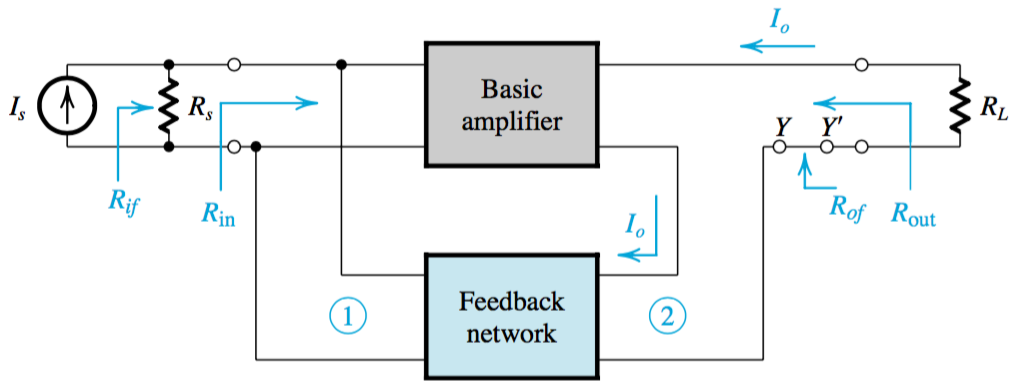 I_o
Basic
amplifier
I_s
R_s
R_L
Y Y'
R_if
R_in
I_o
R_of
R_out
Feedback
network
1
2